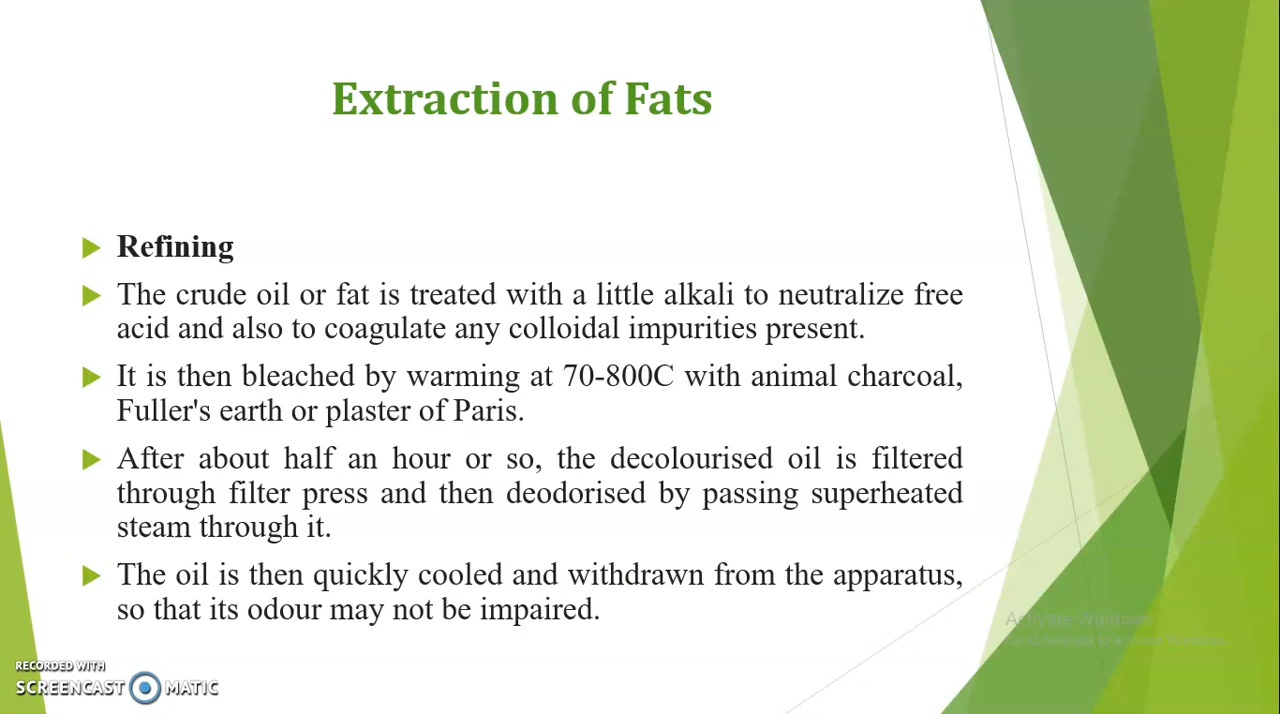 Extraction of Fats
Refining
The crude oil or fat is treated with a little alkali to neutralize free
acid and also to coagulate any colloidal impurities present.
It is then bleached by warming at 70-800C with animal charcoal,
Fuller's earth or plaster of Paris.
After about half an hour or so, the decolourised oil is filtered
through filter press and then deodorised by passing superheated
steam through it.
The oil is then quickly cooled and withdrawn from the apparatus,
so that its odour may not be impaired.
Activate Windows
RECORDED WITH
SCREENCAST MATIC